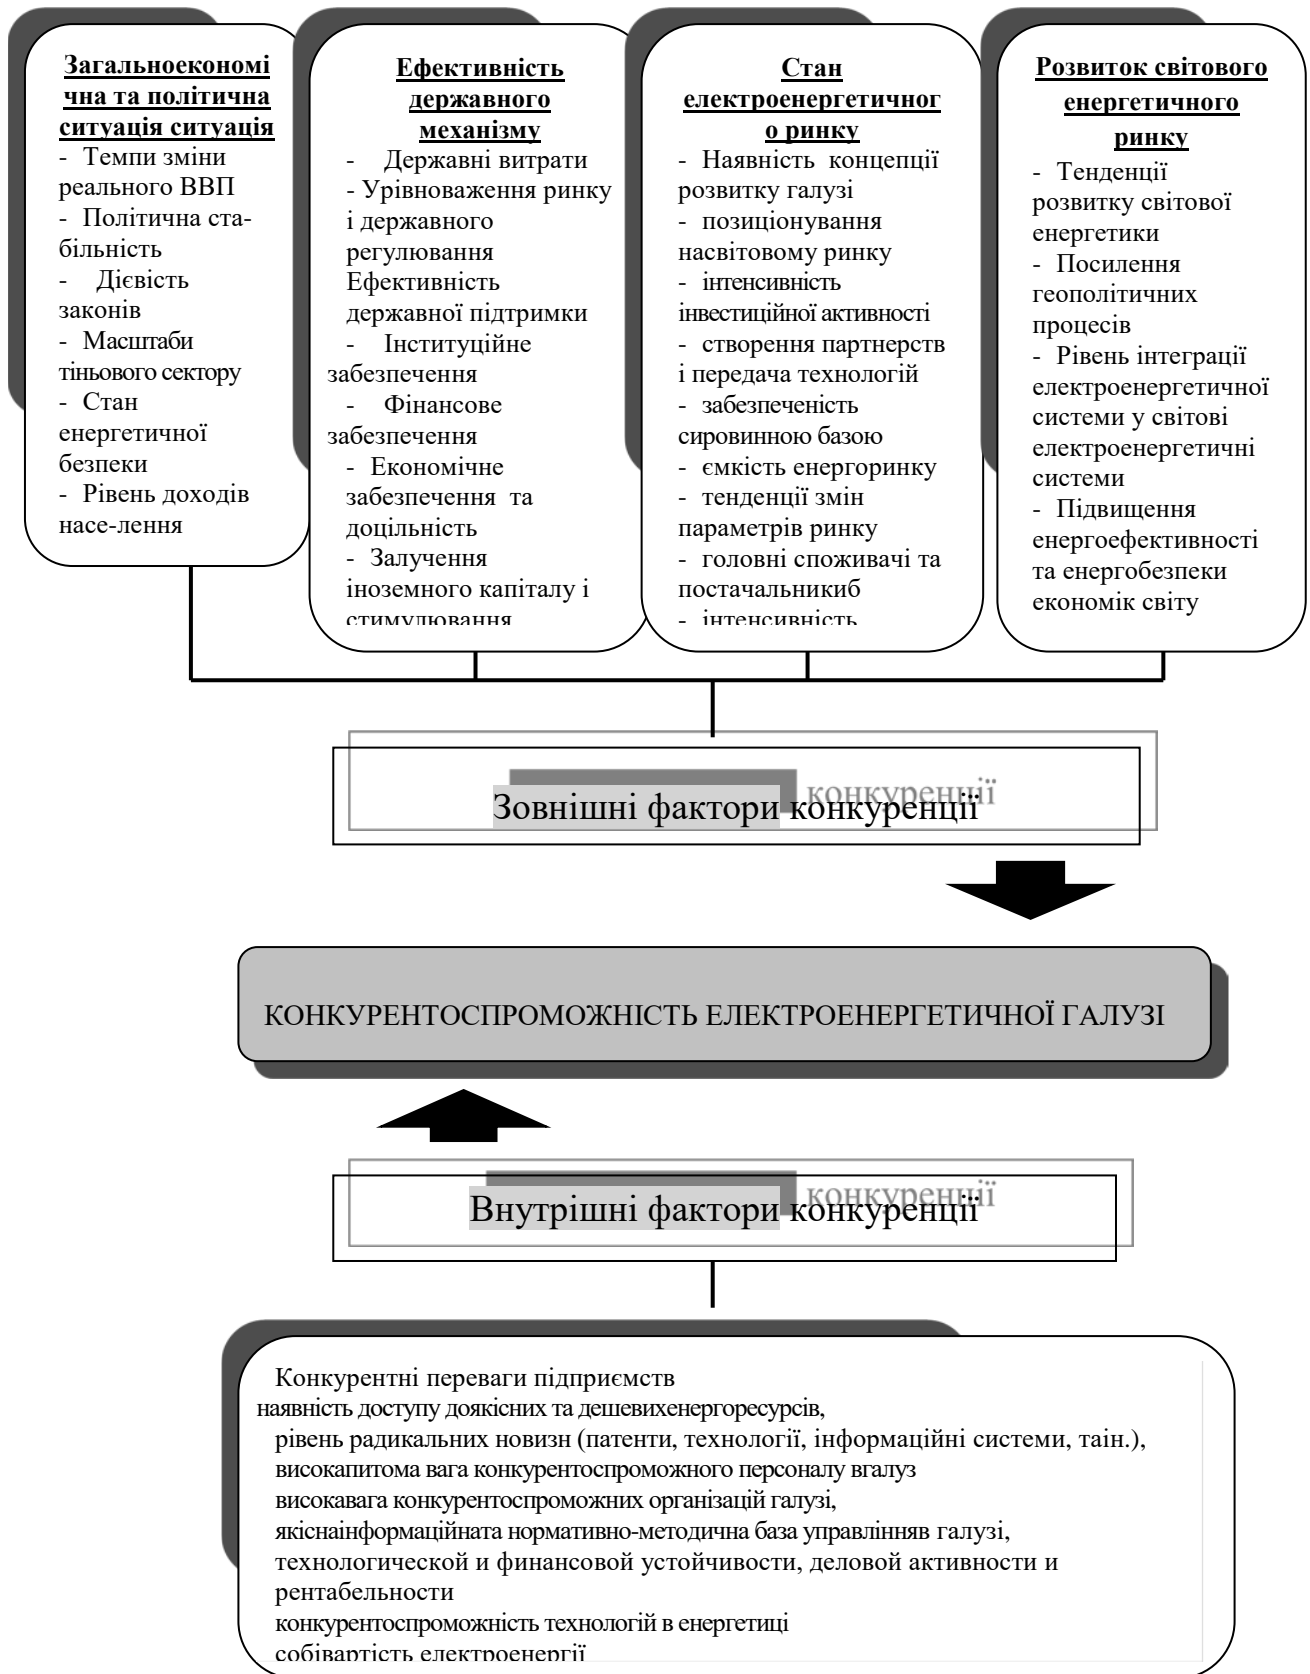 Загальноекономі
чна та політична
ситуація ситуація
- Темпи зміни
реального ВВП
- Політична ста-
більність
- Дієвість
законів
- Масштаби
тіньового сектору
- Стан
енергетичної
безпеки
- Рівень доходів
насе-лення
Ефективність
державного
механізму
- Державні витрати
- Урівноваження ринку
і державного
регулювання
Ефективність
державної підтримки
- Інституційне
забезпечення
- Фінансове
забезпечення
- Економічне
забезпечення та
доцільність
- Залучення
іноземного капіталу і
стимулювання
Стан
електроенергетичног
о ринку
- Наявність концепції
розвитку галузі
- позиціонування
насвітовому ринку
- інтенсивність
інвестиційної активності
- створення партнерств
і передача технологій
- забезпеченість
сировинною базою
- ємкість енергоринку
- тенденції змін
параметрів ринку
- головні споживачі та
постачальникиб
- інтенсивність
Розвиток світового
енергетичного
ринку
- Тенденції
розвитку світової
енергетики
- Посилення
геополітичних
процесів
- Рівень інтеграції
електроенергетичної
системи у світові
електроенергетичні
системи
- Підвищення
енергоефективності
та енергобезпеки
економік світу
Зовнішні фактори конкуренції
КОНКУРЕНТОСПРОМОЖНІСТЬ ЕЛЕКТРОЕНЕРГЕТИЧНОЇ ГАЛУЗІ
Внутрішні фактори конкуренції
Конкурентні переваги підприємств
наявність доступу доякісних та дешевихенергоресурсів,
рівень радикальних новизн (патенти, технології, інформаційні системи, таін.),
високапитома вага конкурентоспроможного персоналу вгалуз
високавага конкурентоспроможних організацій галузі,
якіснаінформаційната нормативно-методична база управлінняв галузі,
технологической и финансовой устойчивости, деловой активности и
рентабельности
конкурентоспроможність технологій в енергетиці
собівартість електроенергії